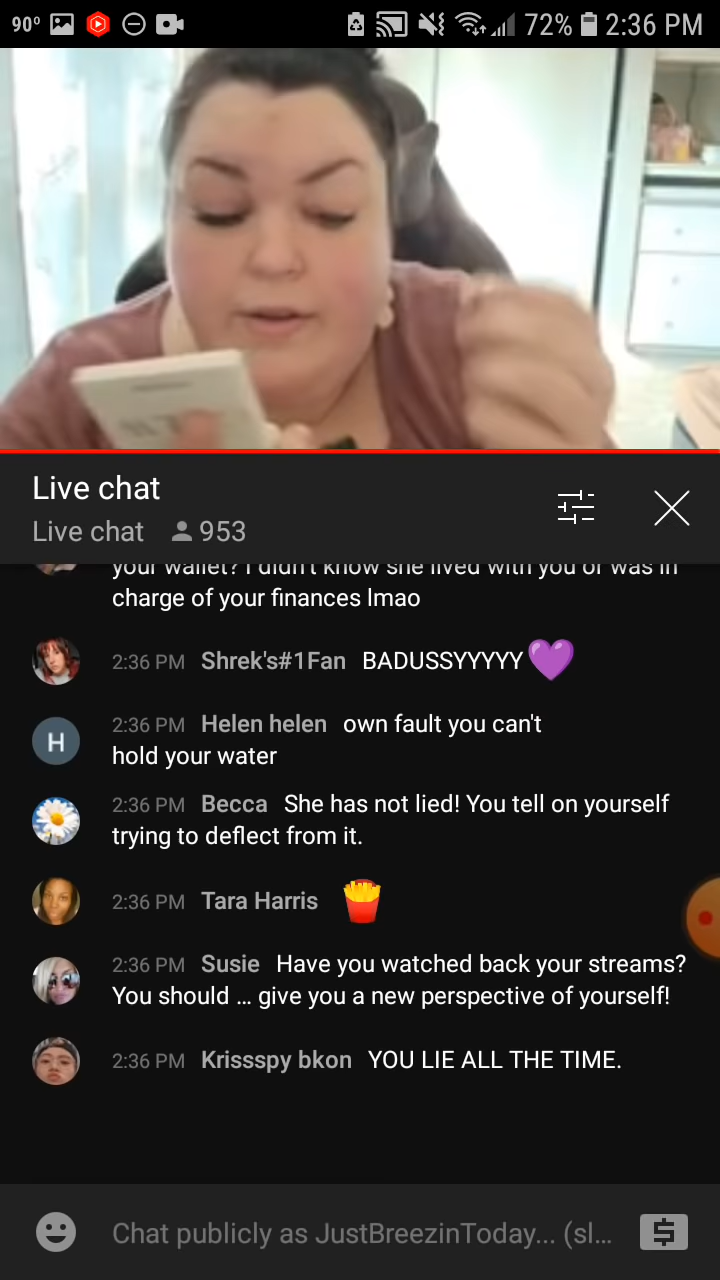 90° 72% 2:36 PM
Live chat
Live chat 953
your wallet? I didn't know she lived with you or was in
charge of your finances lmao
2:36 PM Shrek's#1Fan BADUSSYYYYY💜
H 2:36 PM Helen helen own fault you can't
hold your water
2:36 PM Becca She has not lied! You tell on yourself
trying to deflect from it.
2:36 PM Tara Harris 🍟
2:36 PM Susie Have you watched back your streams?
You should ... give you a new perspective of yourself!
2:36 PM Krissspy bkon YOU LIE ALL THE TIME.
Chat publicly as JustBreezinToday... (sl...